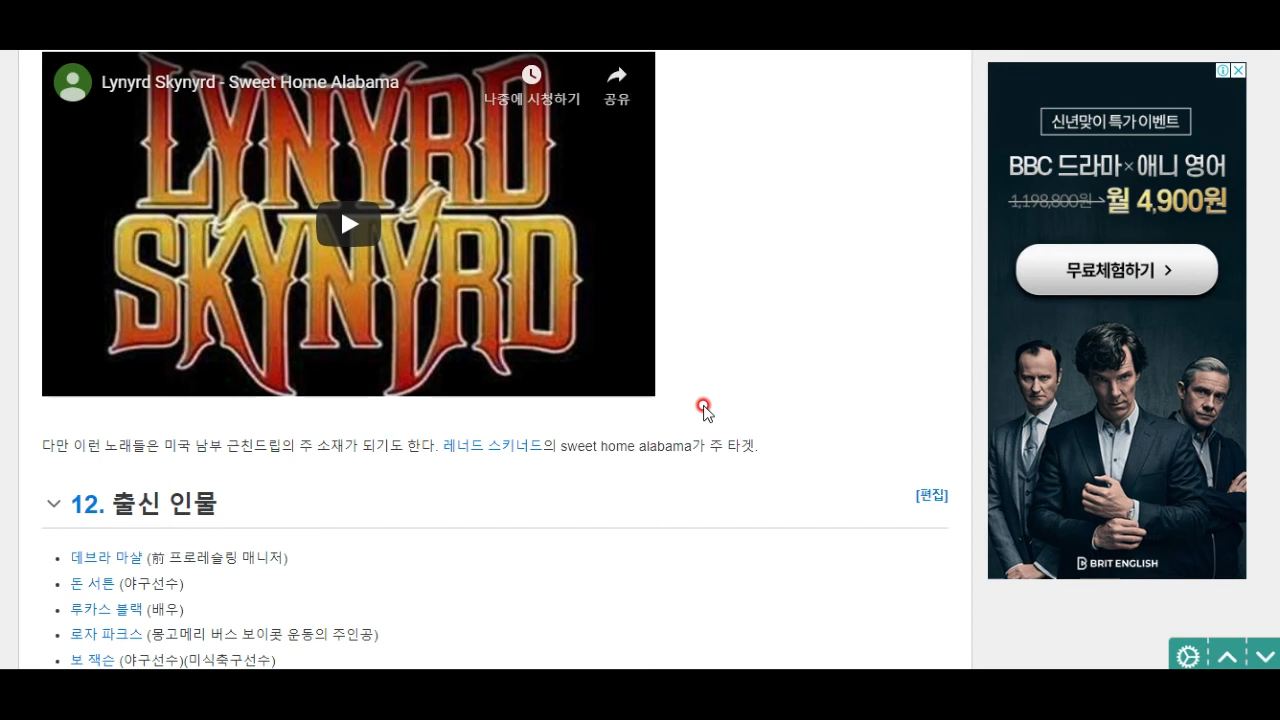 Lynyrd Skynyrd - Sweet Home Alabama
나중에 시청하기
공유
LYNYRD
SKYNYRD
다만 이런 노래들은 미국 남부 근친드립의 주 소재가 되기도 한다. 레너드 스키너드의 sweet home alabama가 주 타겟.
12. 출신 인물
[편집]
데브라 마샬 (前 프로레슬링 매니저)
돈 서튼 (야구선수)
루카스 블랙 (배우)
로자 파크스 (몽고메리 버스 보이콧 운동의 주인공)
보 잭슨 (야구선수)(미식축구선수)
신년맞이 특가 이벤트
BBC 드라마×애니 영어
1,198,800원→월 4,900원
무료체험하기 >
BRIT ENGLISH